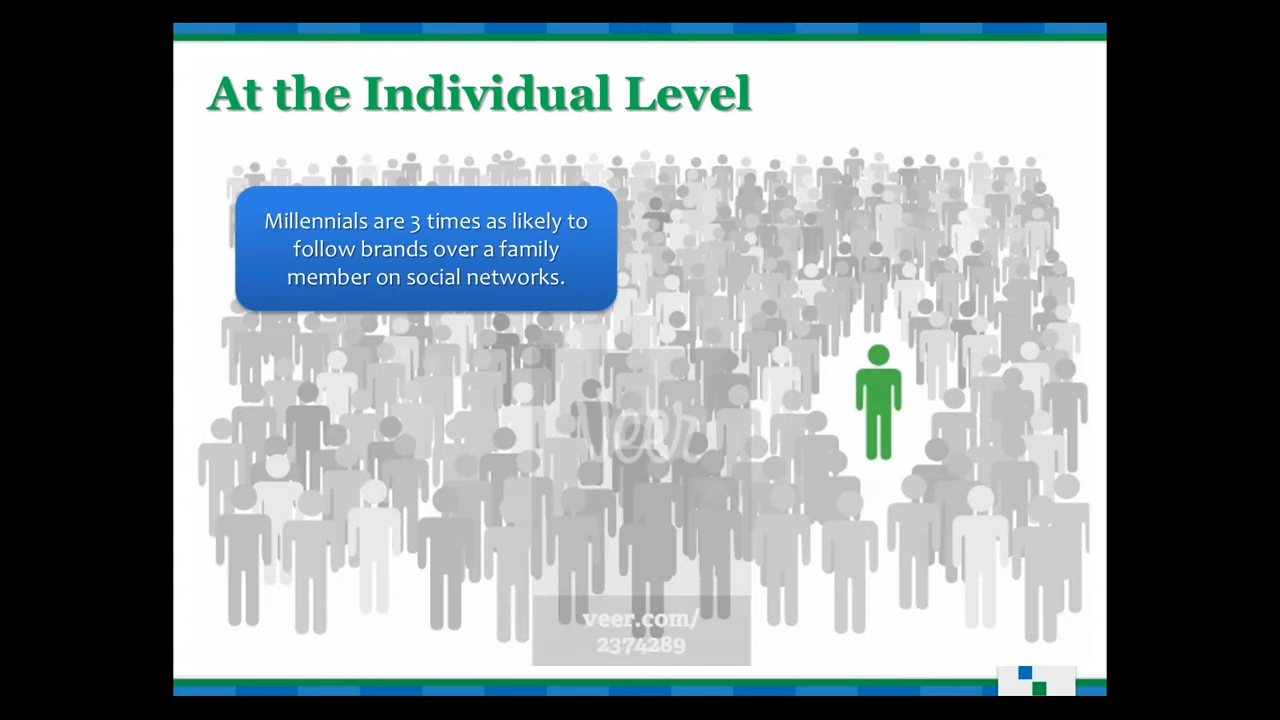 At the Individual Level
Millennials are 3 times as likely to
follow brands over a family
member on social networks.
Veer
veer.com/
2374289